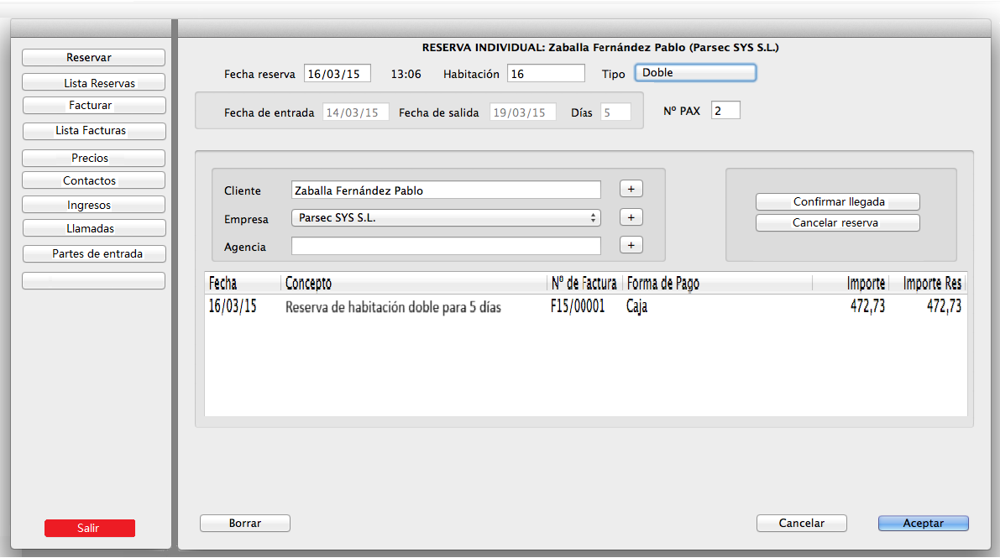 RESERVA INDIVIDUAL: Zaballa Fernández Pablo (Parsec SYS S.L.)
Reservar
Lista Reservas
Facturar
Lista Facturas
Precios
Contactos
Ingresos
Llamadas
Partes de entrada
Salir
Fecha reserva 16/03/15 13:06 Habitación 16 Tipo Doble
Fecha de entrada 14/03/15 Fecha de salida 19/03/15 Días 5 Nº PAX 2
Cliente Zaballa Fernández Pablo +
Empresa Parsec SYS S.L. +
Agencia +
Confirmar llegada
Cancelar reserva
Fecha Concepto Nº de Factura Forma de Pago Importe Importe Res
16/03/15 Reserva de habitación doble para 5 días F15/00001 Caja 472,73 472,73
Borrar Cancelar Aceptar